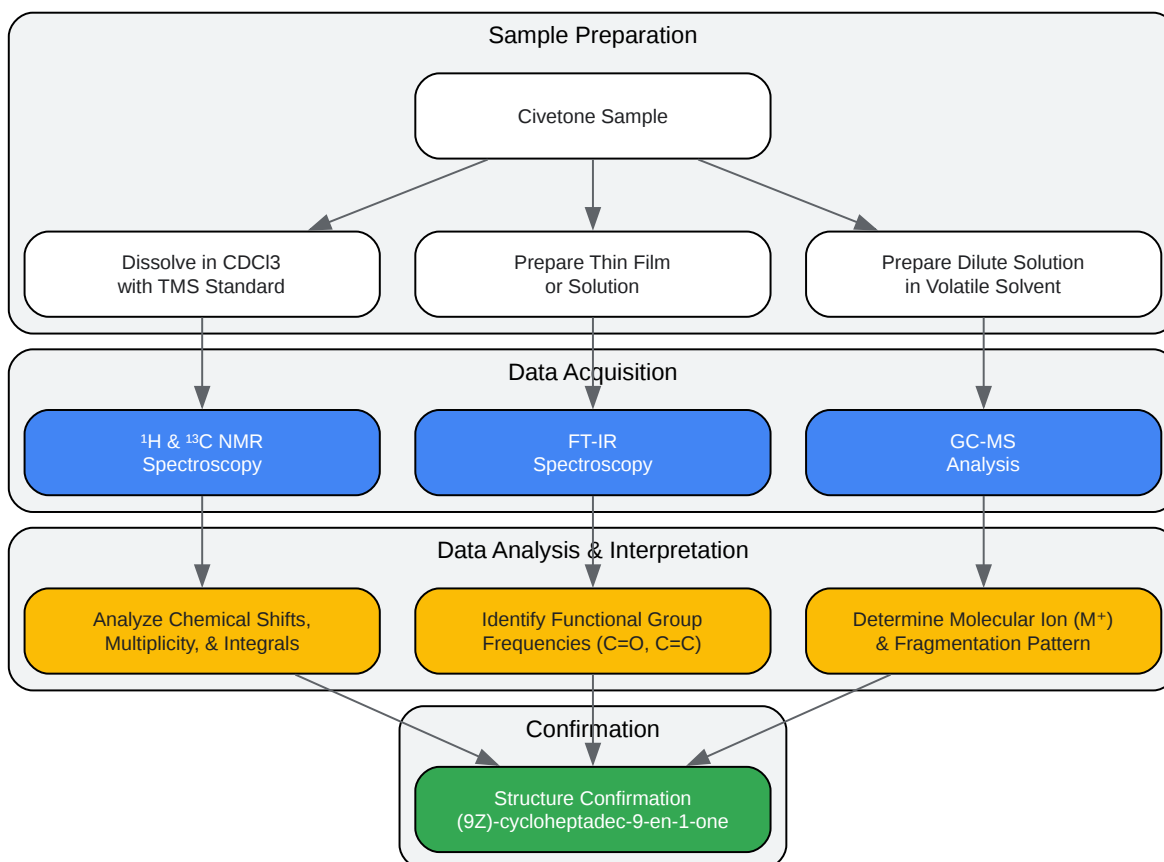 Sample Preparation
Civetone Sample
Dissolve in CDCl3
with TMS Standard
Prepare Thin Film
or Solution
Prepare Dilute Solution
in Volatile Solvent
Data Acquisition
¹H & ¹³C NMR
Spectroscopy
FT-IR
Spectroscopy
GC-MS
Analysis
Data Analysis & Interpretation
Analyze Chemical Shifts,
Multiplicity, & Integrals
Identify Functional Group
Frequencies (C=O, C=C)
Determine Molecular Ion (M⁺)
& Fragmentation Pattern
Confirmation
Structure Confirmation
(9Z)-cycloheptadec-9-en-1-one